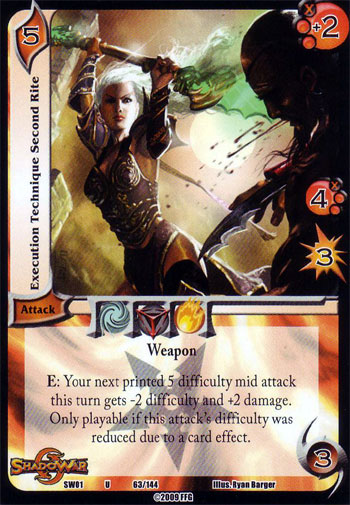 5
+2
Execution Technique Second Rite
4
3
Attack
Weapon
E: Your next printed 5 difficulty mid attack
this turn gets -2 difficulty and +2 damage.
Only playable if this attack's difficulty was
reduced due to a card effect.
SHADOWAR
3
SW01 U 63/144 Illus. Ryan Barger
©2009 FFG